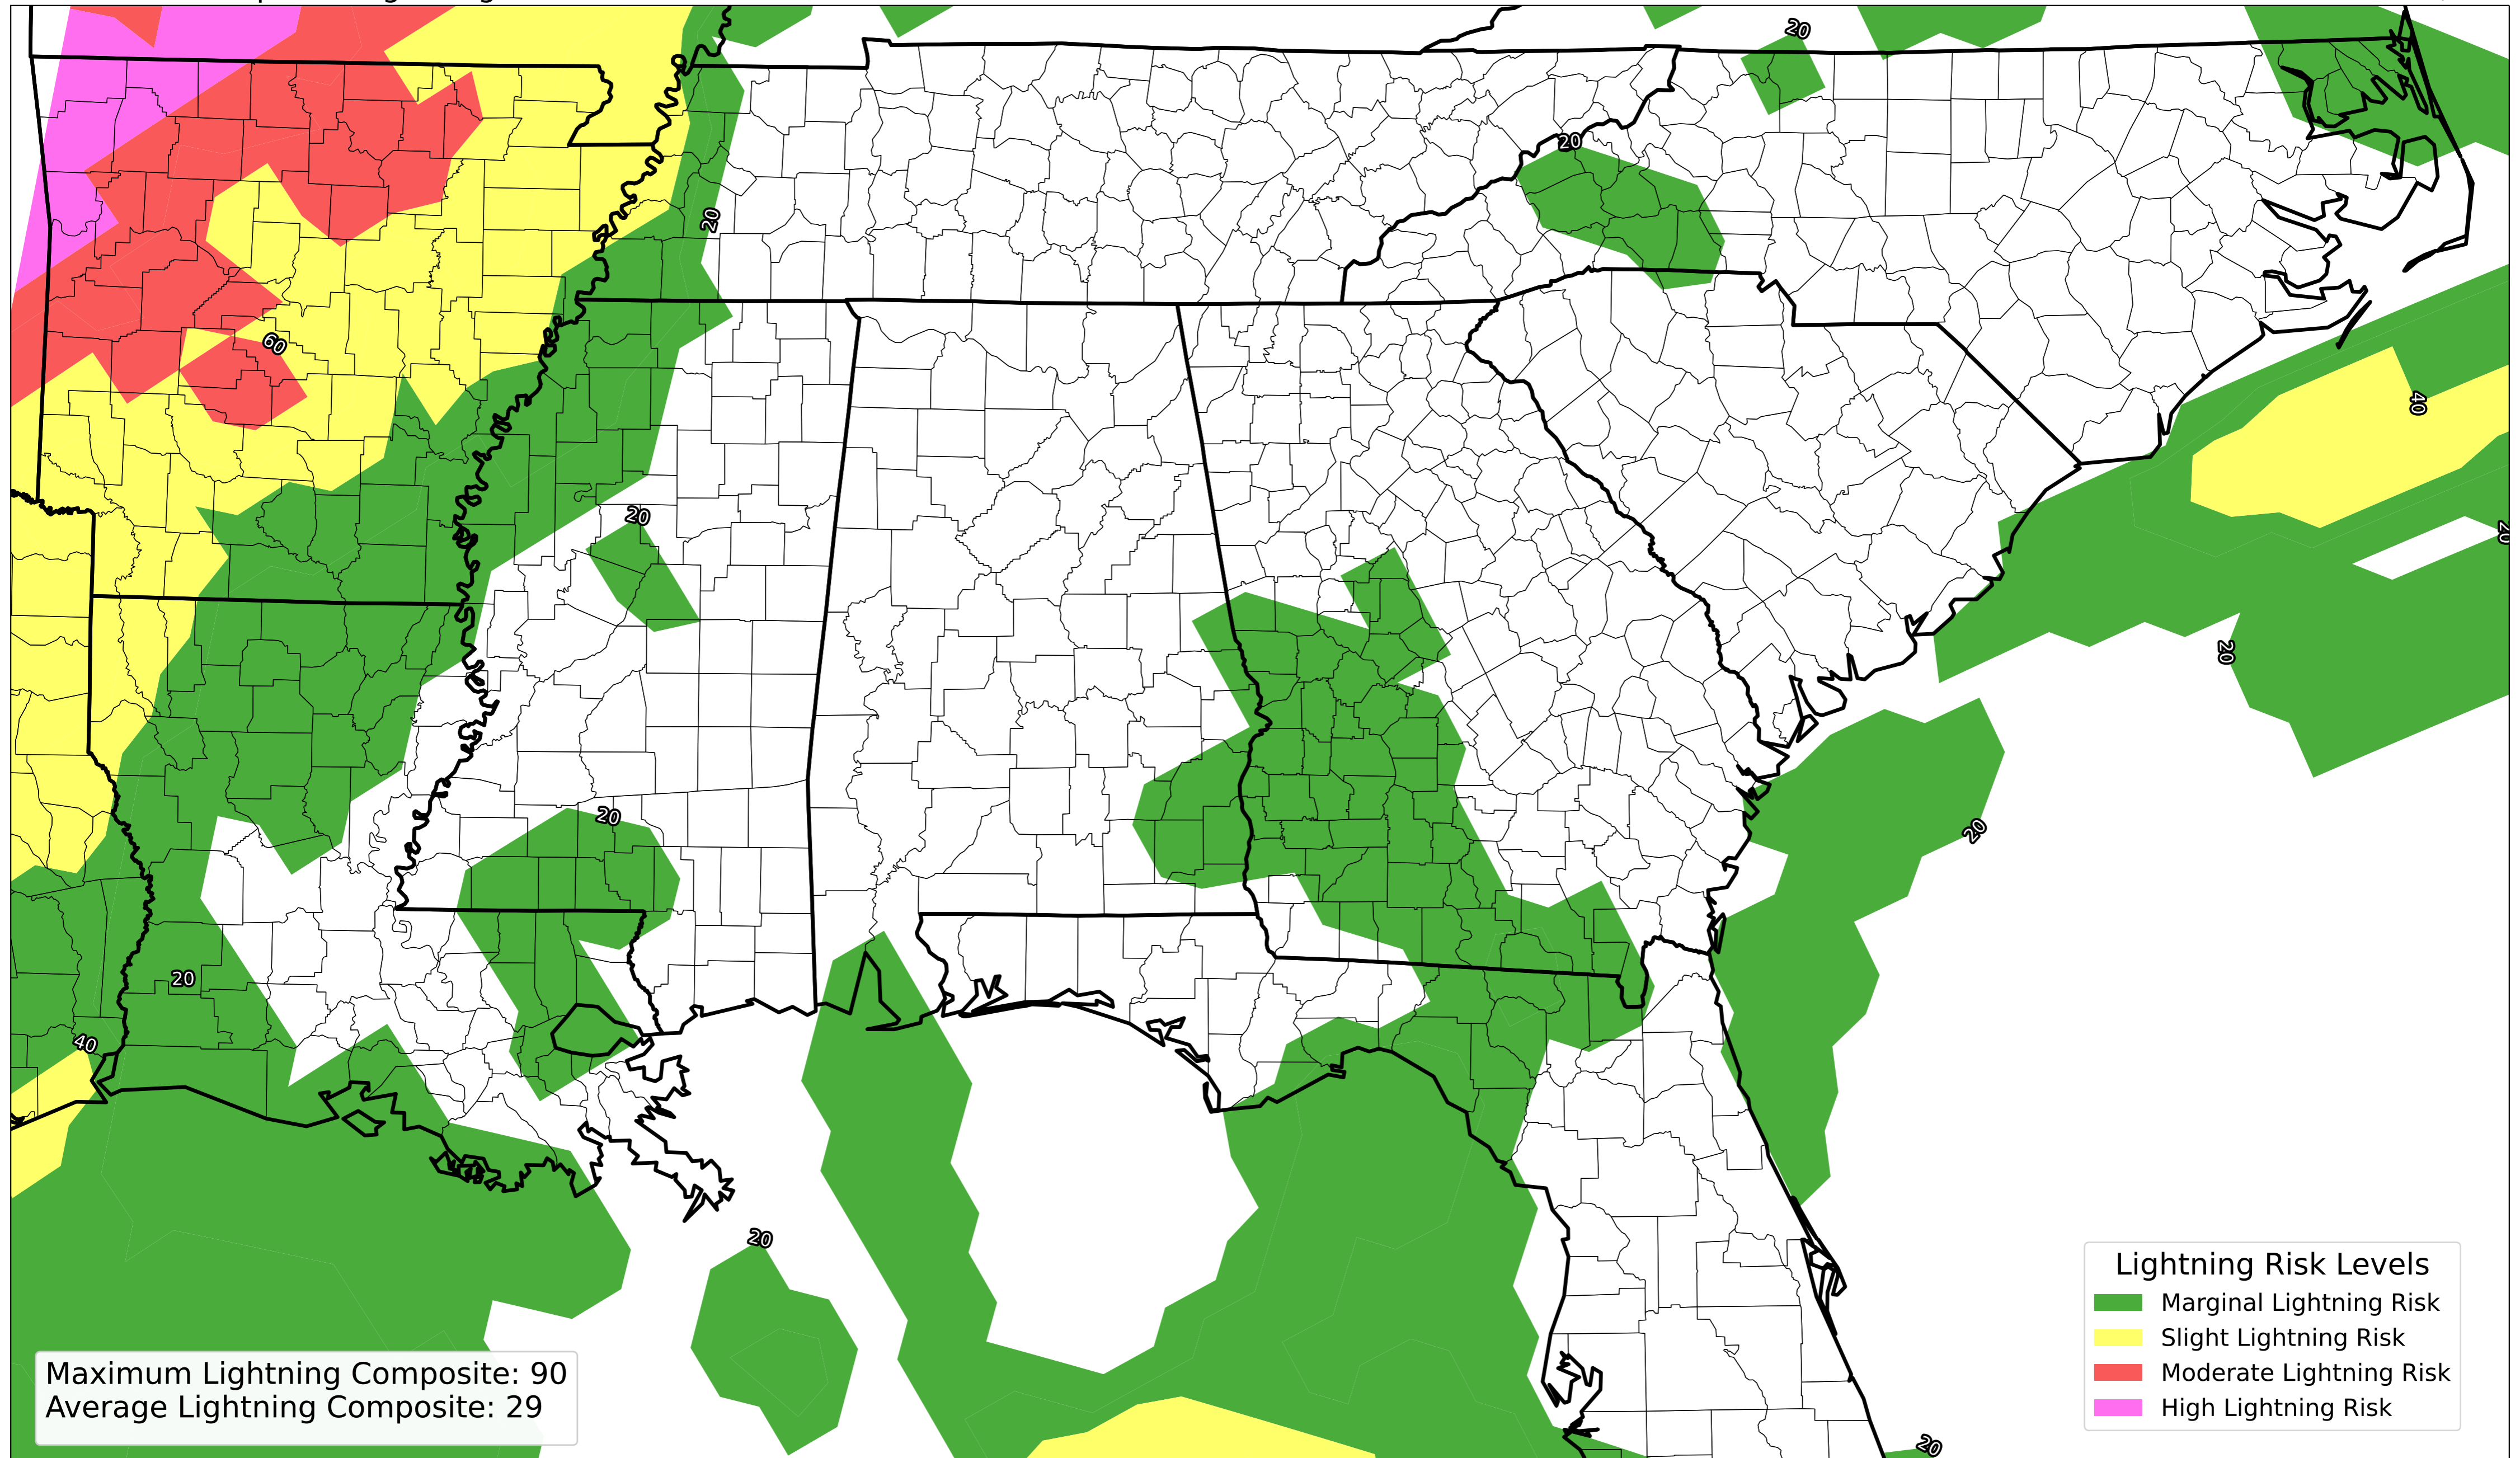 20
20
20
60
40
20
20
20
20
20
20
40
20
Lightning Risk Levels
Marginal Lightning Risk
Slight Lightning Risk
Moderate Lightning Risk
High Lightning Risk
Maximum Lightning Composite: 90
Average Lightning Composite: 29
20